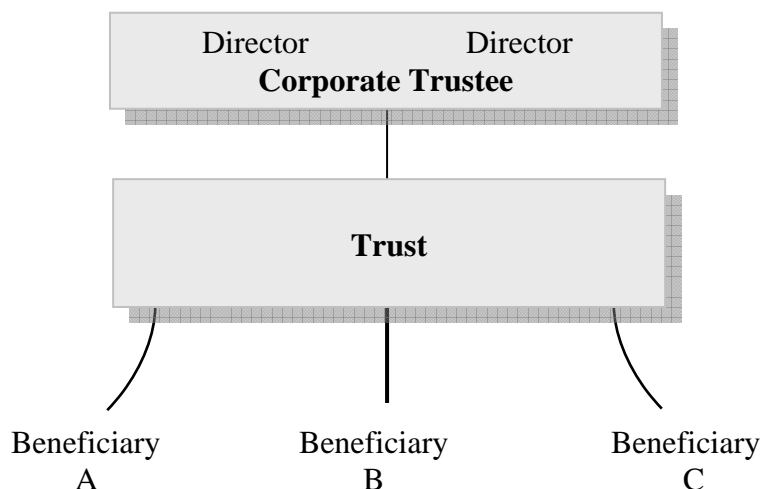 Director Director
Corporate Trustee
Trust
Beneficiary Beneficiary Beneficiary
A B C